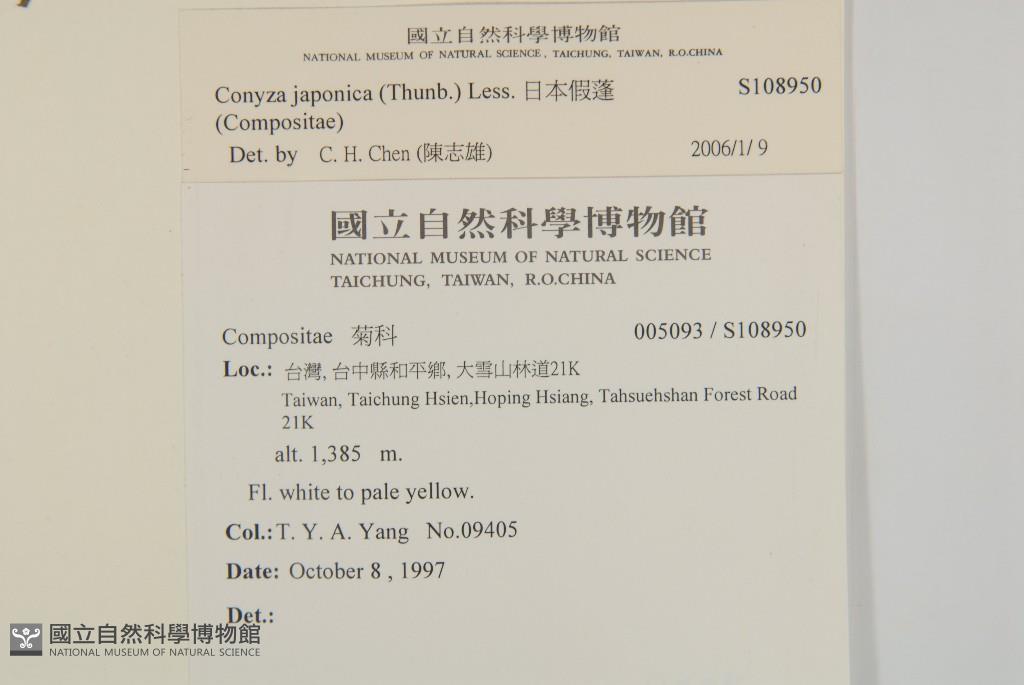 國立自然科學博物館
NATIONAL MUSEUM OF NATURAL SCIENCE, TAICHUNG, TAIWAN, R.O.CHINA
Conyza japonica (Thunb.) Less. 日本假蓬 S108950
(Compositae)
Det. by C. H. Chen (陳志雄) 2006/1/ 9
國立自然科學博物館
NATIONAL MUSEUM OF NATURAL SCIENCE
TAICHUNG, TAIWAN, R.O.CHINA
Compositae 菊科 005093 / S108950
Loc.: 台灣, 台中縣和平鄉, 大雪山林道21K
Taiwan, Taichung Hsien,Hoping Hsiang, Tahsuehshan Forest Road
21K
alt. 1,385 m.
Fl. white to pale yellow.
Col.: T. Y. A. Yang No.09405
Date: October 8 , 1997
Det.:
國立自然科學博物館
NATIONAL MUSEUM OF NATURAL SCIENCE